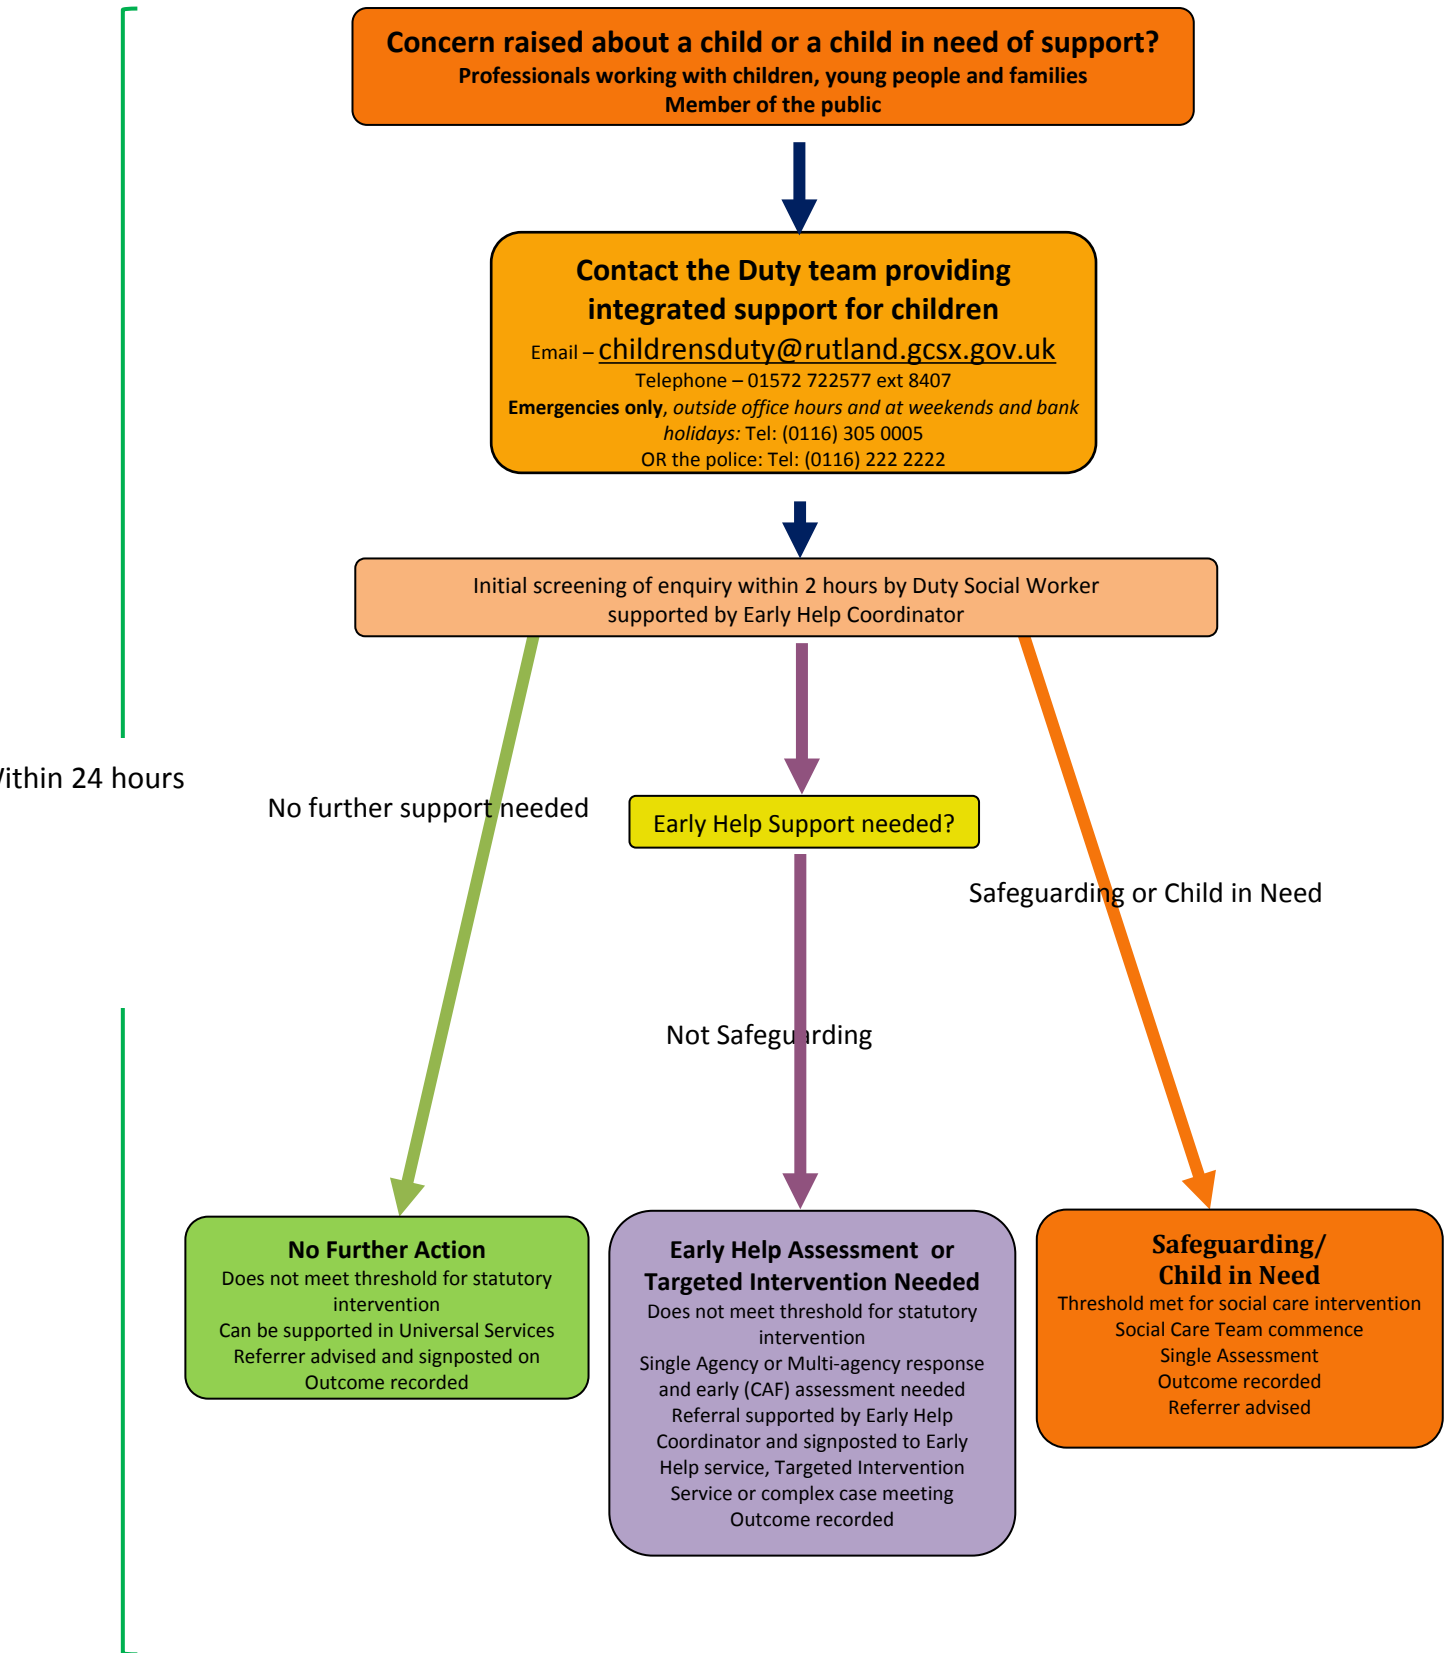 Concern raised about a child or a child in need of support?
Professionals working with children, young people and families
Member of the public
Contact the Duty team providing
integrated support for children
Email – childrensduty@rutland.gcsx.gov.uk
Telephone – 01572 722577 ext 8407
Emergencies only, outside office hours and at weekends and bank
holidays: Tel: (0116) 305 0005
OR the police: Tel: (0116) 222 2222
Initial screening of enquiry within 2 hours by Duty Social Worker
supported by Early Help Coordinator
ithin 24 hours
No further support needed
Early Help Support needed?
Safeguarding or Child in Need
Not Safeguarding
No Further Action
Does not meet threshold for statutory
intervention
Can be supported in Universal Services
Referrer advised and signposted on
Outcome recorded
Early Help Assessment or
Targeted Intervention Needed
Does not meet threshold for statutory
intervention
Single Agency or Multi-agency response
and early (CAF) assessment needed
Referral supported by Early Help
Coordinator and signposted to Early
Help service, Targeted Intervention
Service or complex case meeting
Outcome recorded
Safeguarding/
Child in Need
Threshold met for social care intervention
Social Care Team commence
Single Assessment
Outcome recorded
Referrer advised